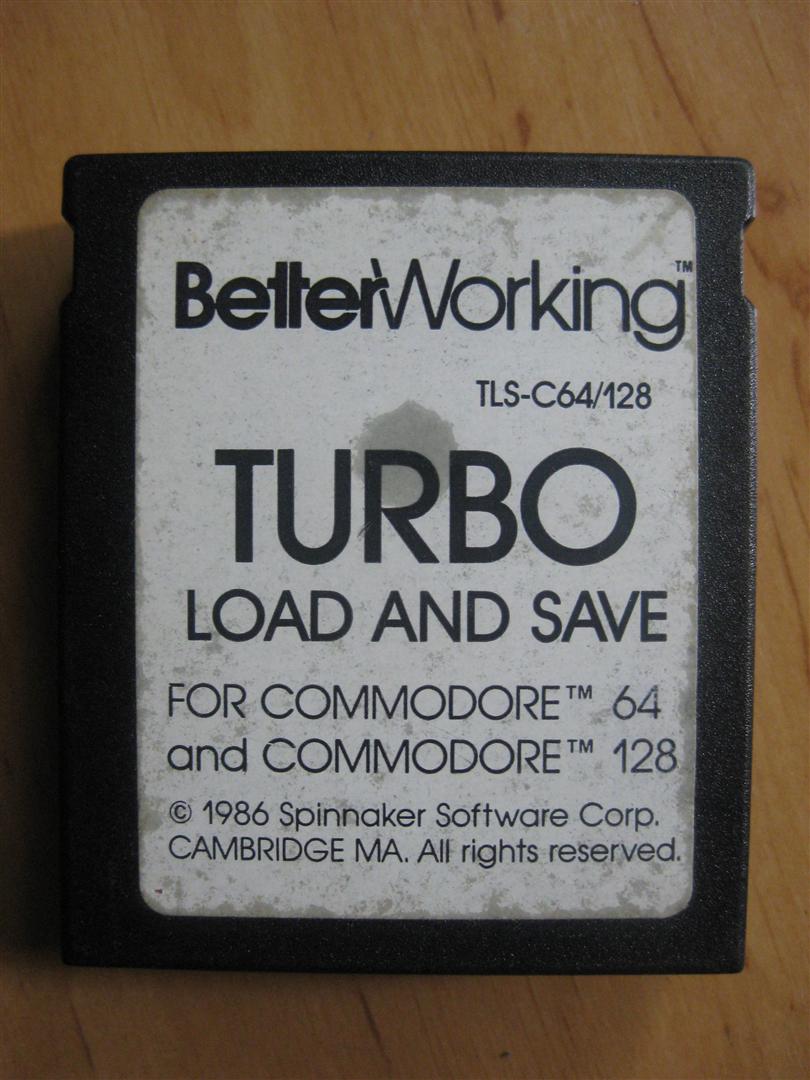 BetterWorking™
TLS-C64/128
TURBO
LOAD AND SAVE
FOR COMMODORE™ 64
and COMMODORE™ 128
© 1986 Spinnaker Software Corp.
CAMBRIDGE MA. All rights reserved.